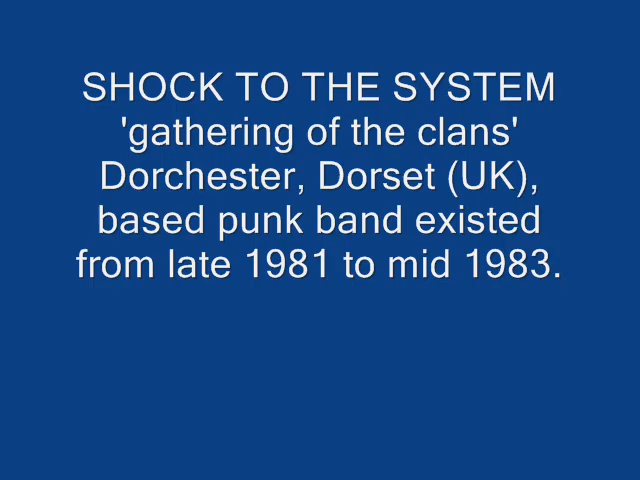 SHOCK TO THE SYSTEM
'gathering of the clans'
Dorchester, Dorset (UK),
based punk band existed
from late 1981 to mid 1983.